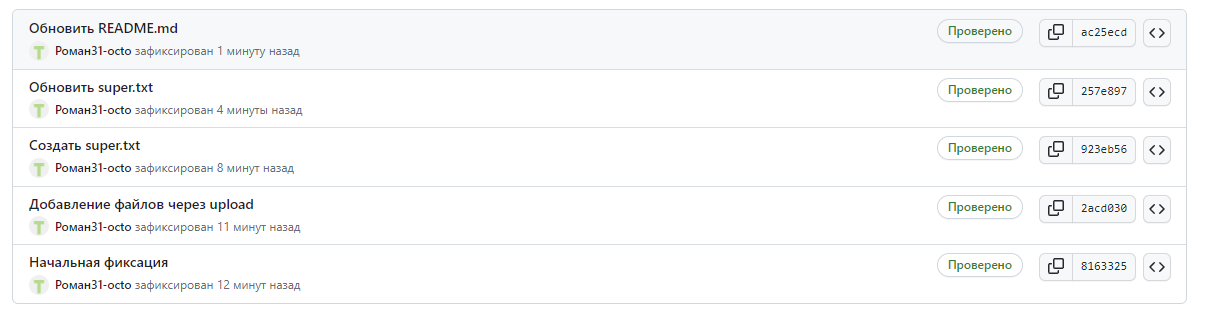 Обновить README.md
Проверено
ac25ecd
Роман31-octo зафиксирован 1 минуту назад
Обновить super.txt
Проверено
257e897
Роман31-octo зафиксирован 4 минуты назад
Создать super.txt
Проверено
923eb56
Роман31-octo зафиксирован 8 минут назад
Добавление файлов через upload
Проверено
2acd030
Роман31-octo зафиксирован 11 минут назад
Начальная фиксация
Проверено
8163325
Роман31-octo зафиксирован 12 минут назад